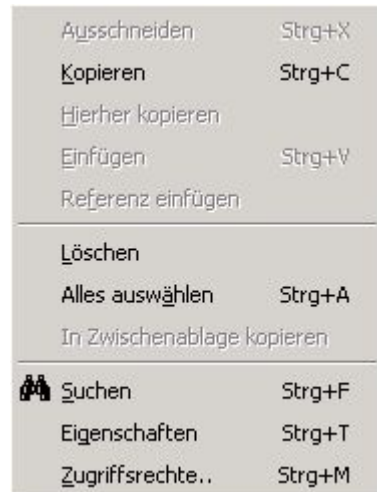 Ausschneiden Strg+X
Kopieren Strg+C
Hierher kopieren
Einfügen Strg+V
Referenz einfügen
Löschen
Alles auswählen Strg+A
In Zwischenablage kopieren
Suchen Strg+F
Eigenschaften Strg+T
Zugriffsrechte.. Strg+M